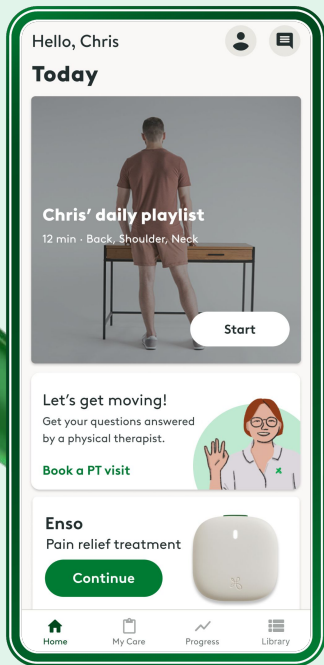 Hello, Chris
Today
Chris’ daily playlist
12 min · Back, Shoulder, Neck
Start
Let’s get moving!
Get your questions answered
by a physical therapist.
Book a PT visit
Enso
Pain relief treatment
Continue
Home
My Care
Progress
Library